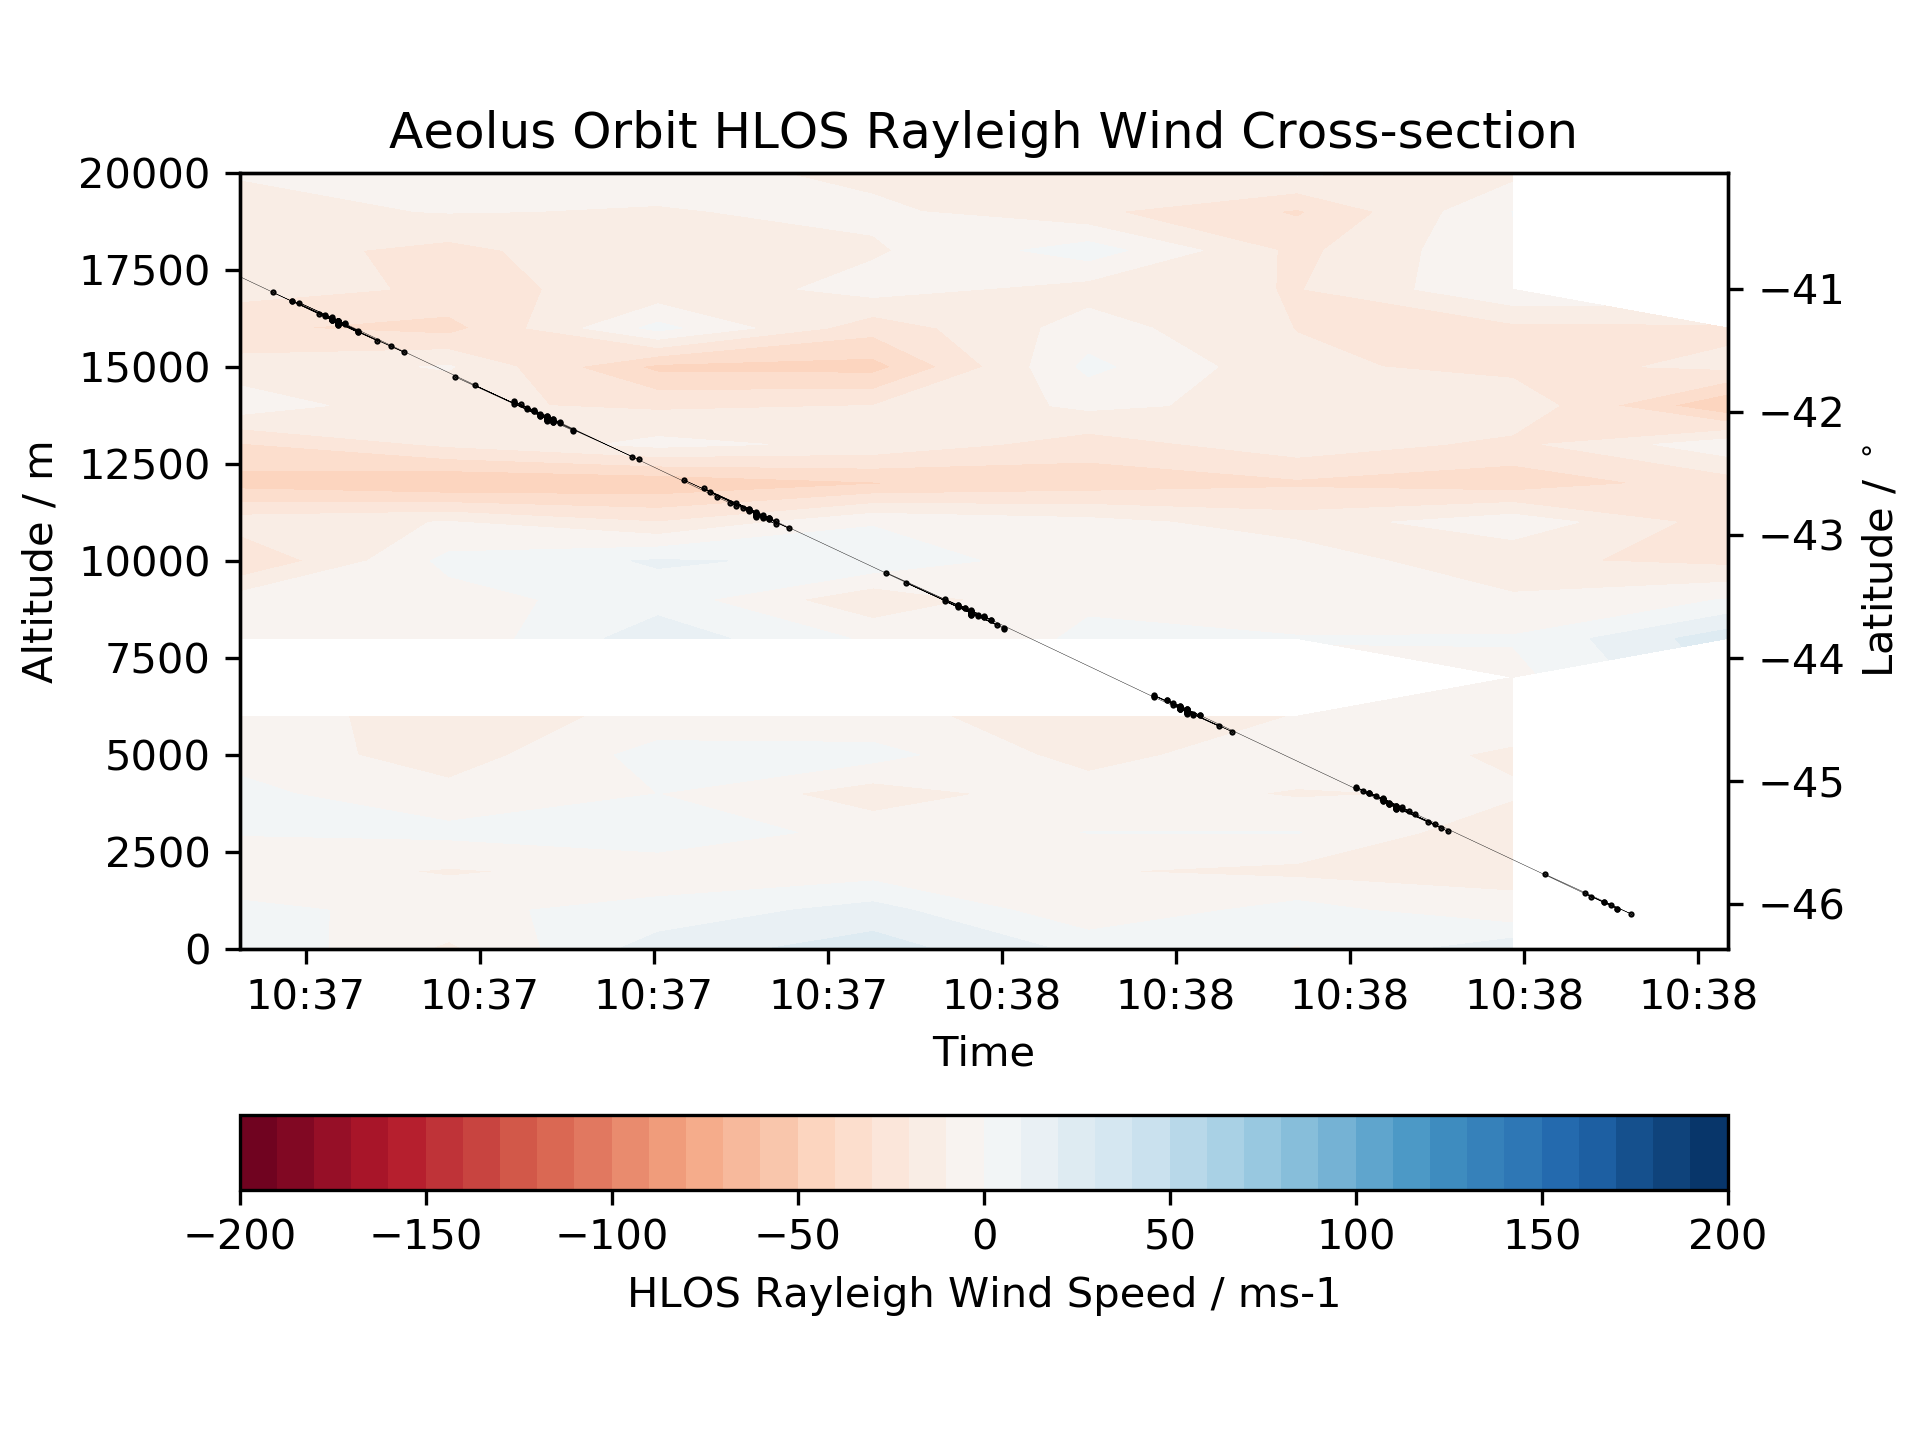 Aeolus Orbit HLOS Rayleigh Wind Cross-section
20000
17500
15000
12500
10000
7500
5000
2500
0
Altitude / m
−41
−42
−43
−44
−45
−46
Latitude / °
10:37 10:37 10:37 10:37 10:38 10:38 10:38 10:38 10:38
Time
−200 −150 −100 −50 0 50 100 150 200
HLOS Rayleigh Wind Speed / ms-1